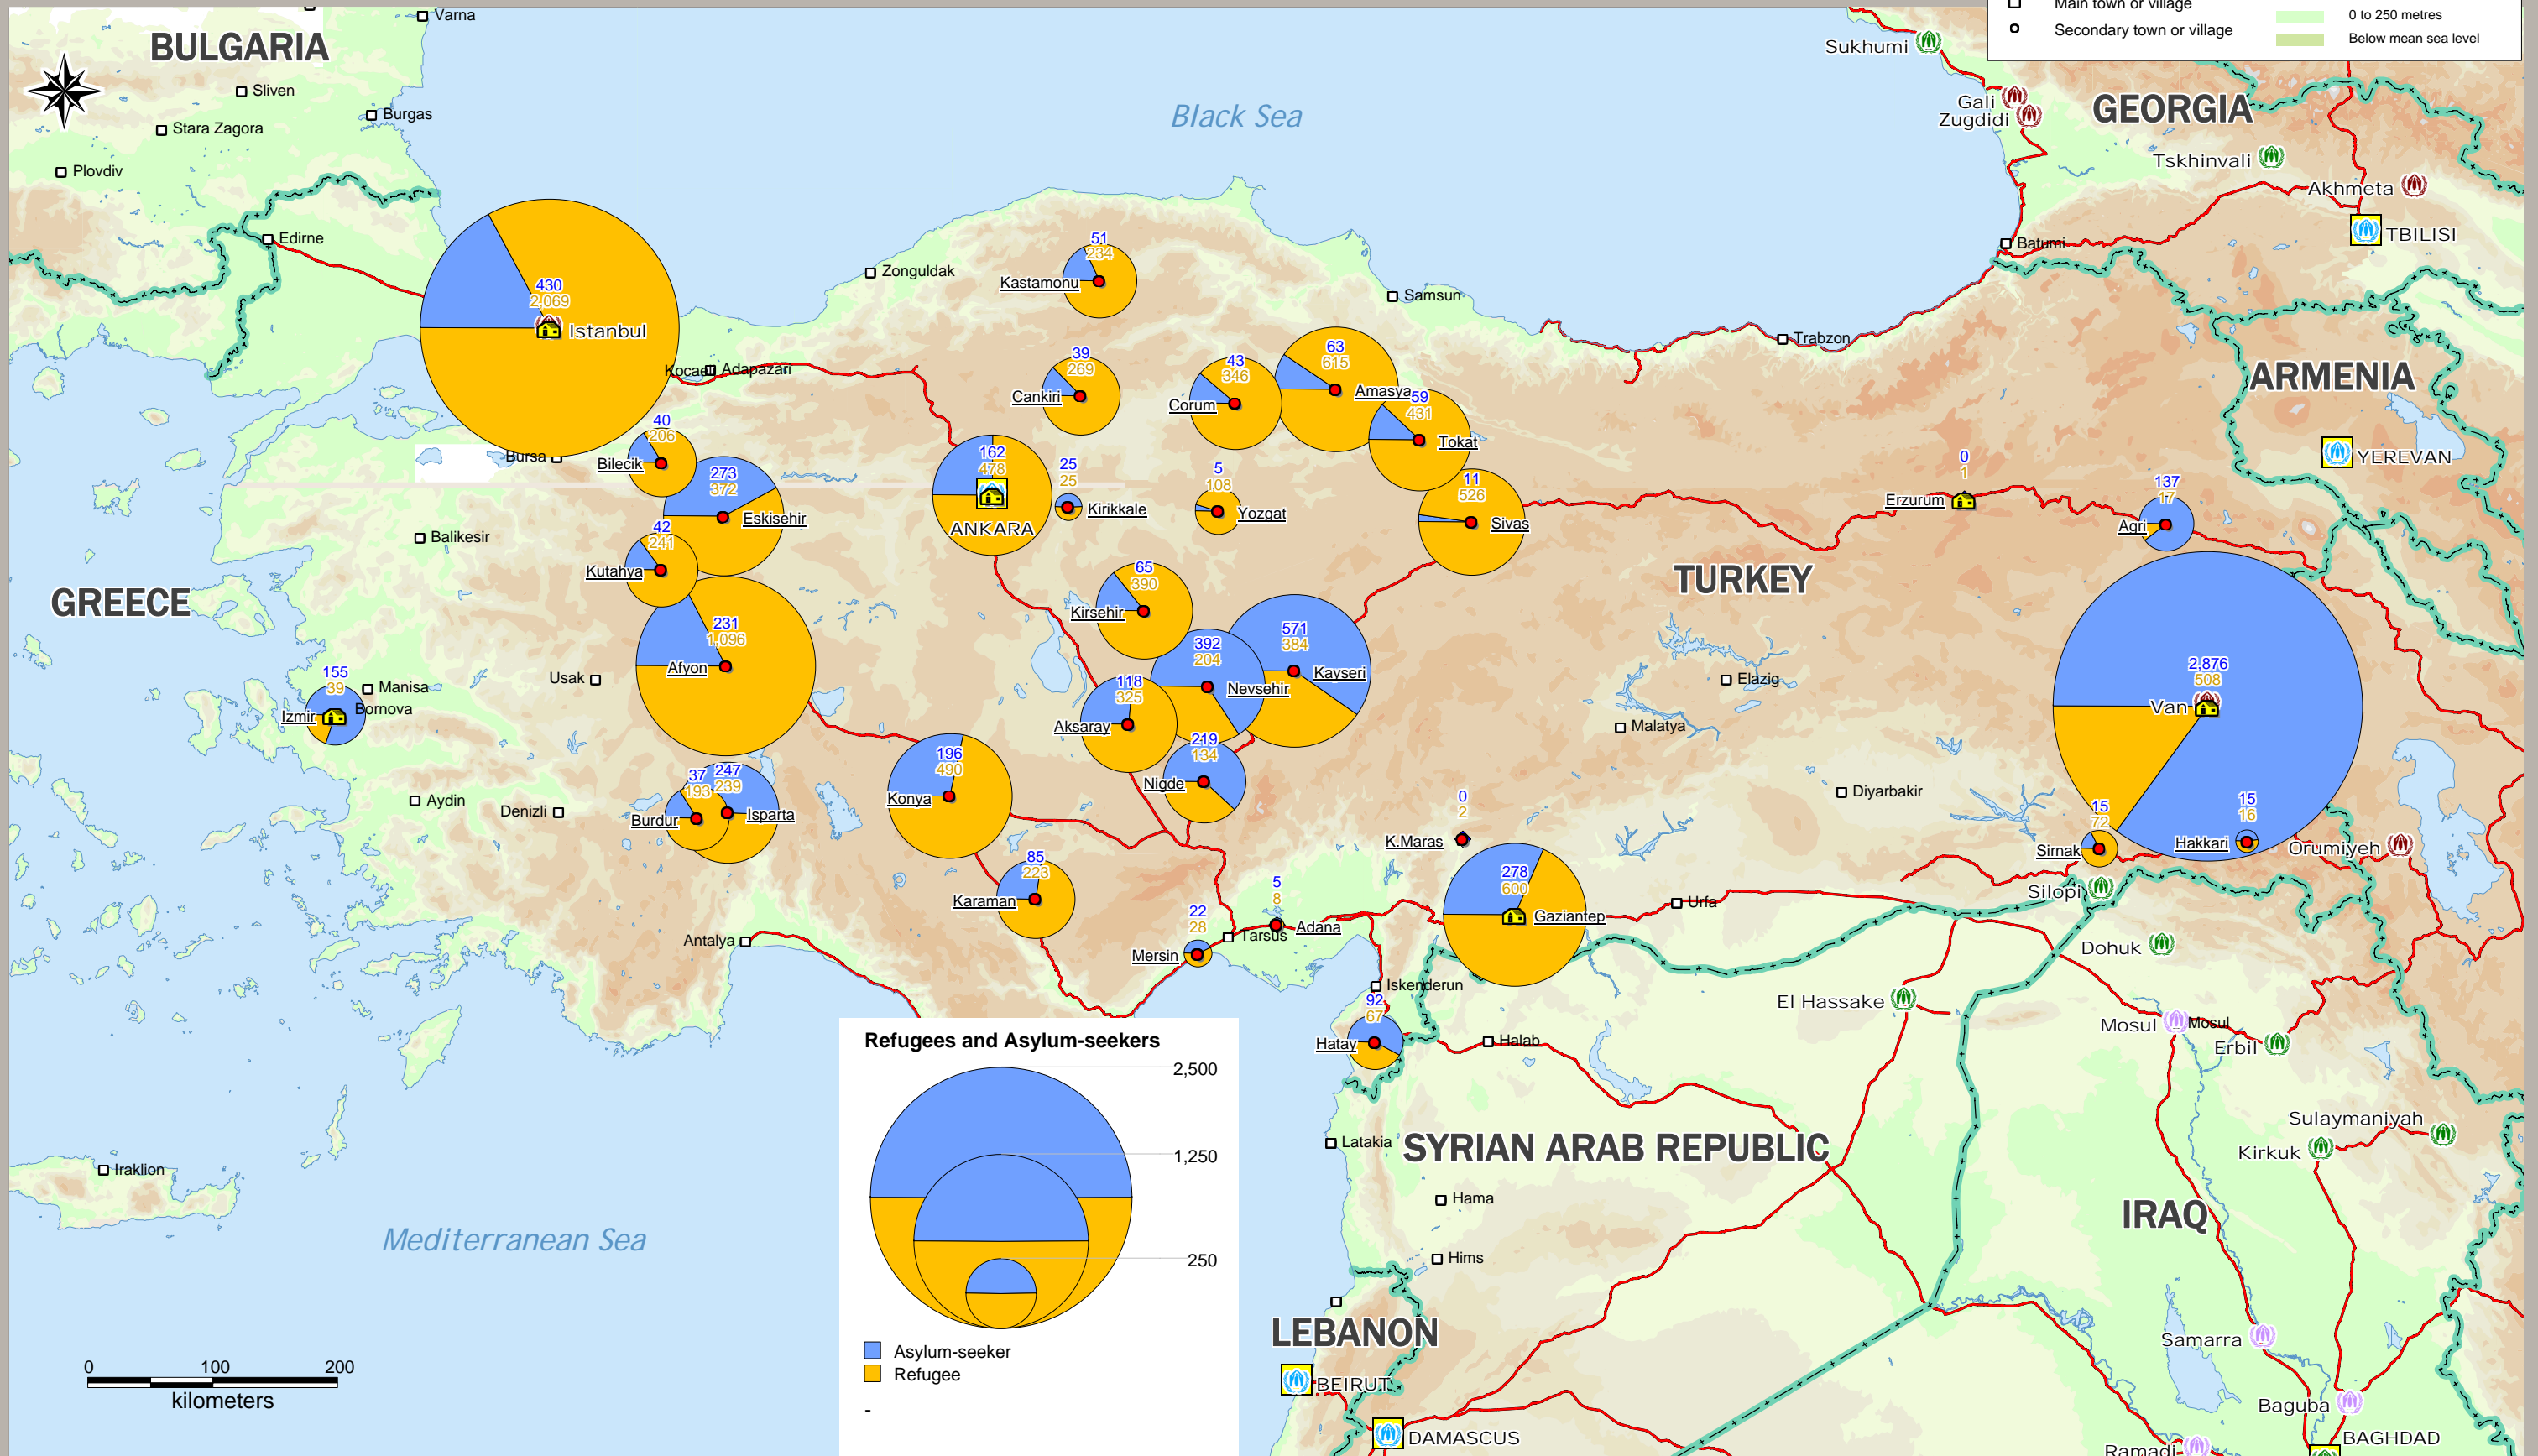 Varna
Main town or village
0 to 250 metres
Secondary town or village
Below mean sea level
BULGARIA
Sukhumi
Sliven
Burgas
Stara Zagora
Plovdiv
Black Sea
Gali
Zugdidi
GEORGIA
Tskhinvali
Akhmeta
TBILISI
Edirne
Batumi
Zonguldak
51
234
Kastamonu
430
2,069
Istanbul
Samsun
Trabzon
Kocaeli
Adapazari
39
269
Cankiri
43
346
Corum
63
615
Amasya
59
431
Tokat
ARMENIA
YEREVAN
Bursa
40
206
Bilecik
273
372
Eskisehir
162
478
ANKARA
25
25
Kirikkale
5
108
Yozgat
11
526
Sivas
0
1
Erzurum
137
17
Agri
Balikesir
42
241
Kutahya
GREECE
65
390
Kirsehir
TURKEY
231
1,096
Afyon
392
204
Nevsehir
571
384
Kayseri
2,876
508
Van
155
39
Izmir
Manisa
Bornova
Usak
118
325
Aksaray
Elazig
Malatya
196
490
Konya
219
134
Nigde
Aydin
Denizli
37
193
Burdur
247
239
Isparta
0
2
K.Maras
Diyarbakir
15
72
Sirnak
15
16
Hakkari
Orumiyeh
Silopi
85
223
Karaman
278
600
Gaziantep
Urfa
5
8
Adana
Tarsus
22
28
Mersin
Antalya
Dohuk
Iskenderun
92
67
Hatay
El Hassake
Halab
Mosul
Mosul
Erbil
Refugees and Asylum-seekers
2,500
1,250
250
Asylum-seeker
Refugee
-
Latakia
SYRIAN ARAB REPUBLIC
Sulaymaniyah
Kirkuk
Iraklion
Hama
IRAQ
Mediterranean Sea
Hims
LEBANON
Samarra
0 100 200
kilometers
BEIRUT
Baguba
DAMASCUS
BAGHDAD
Ramadi